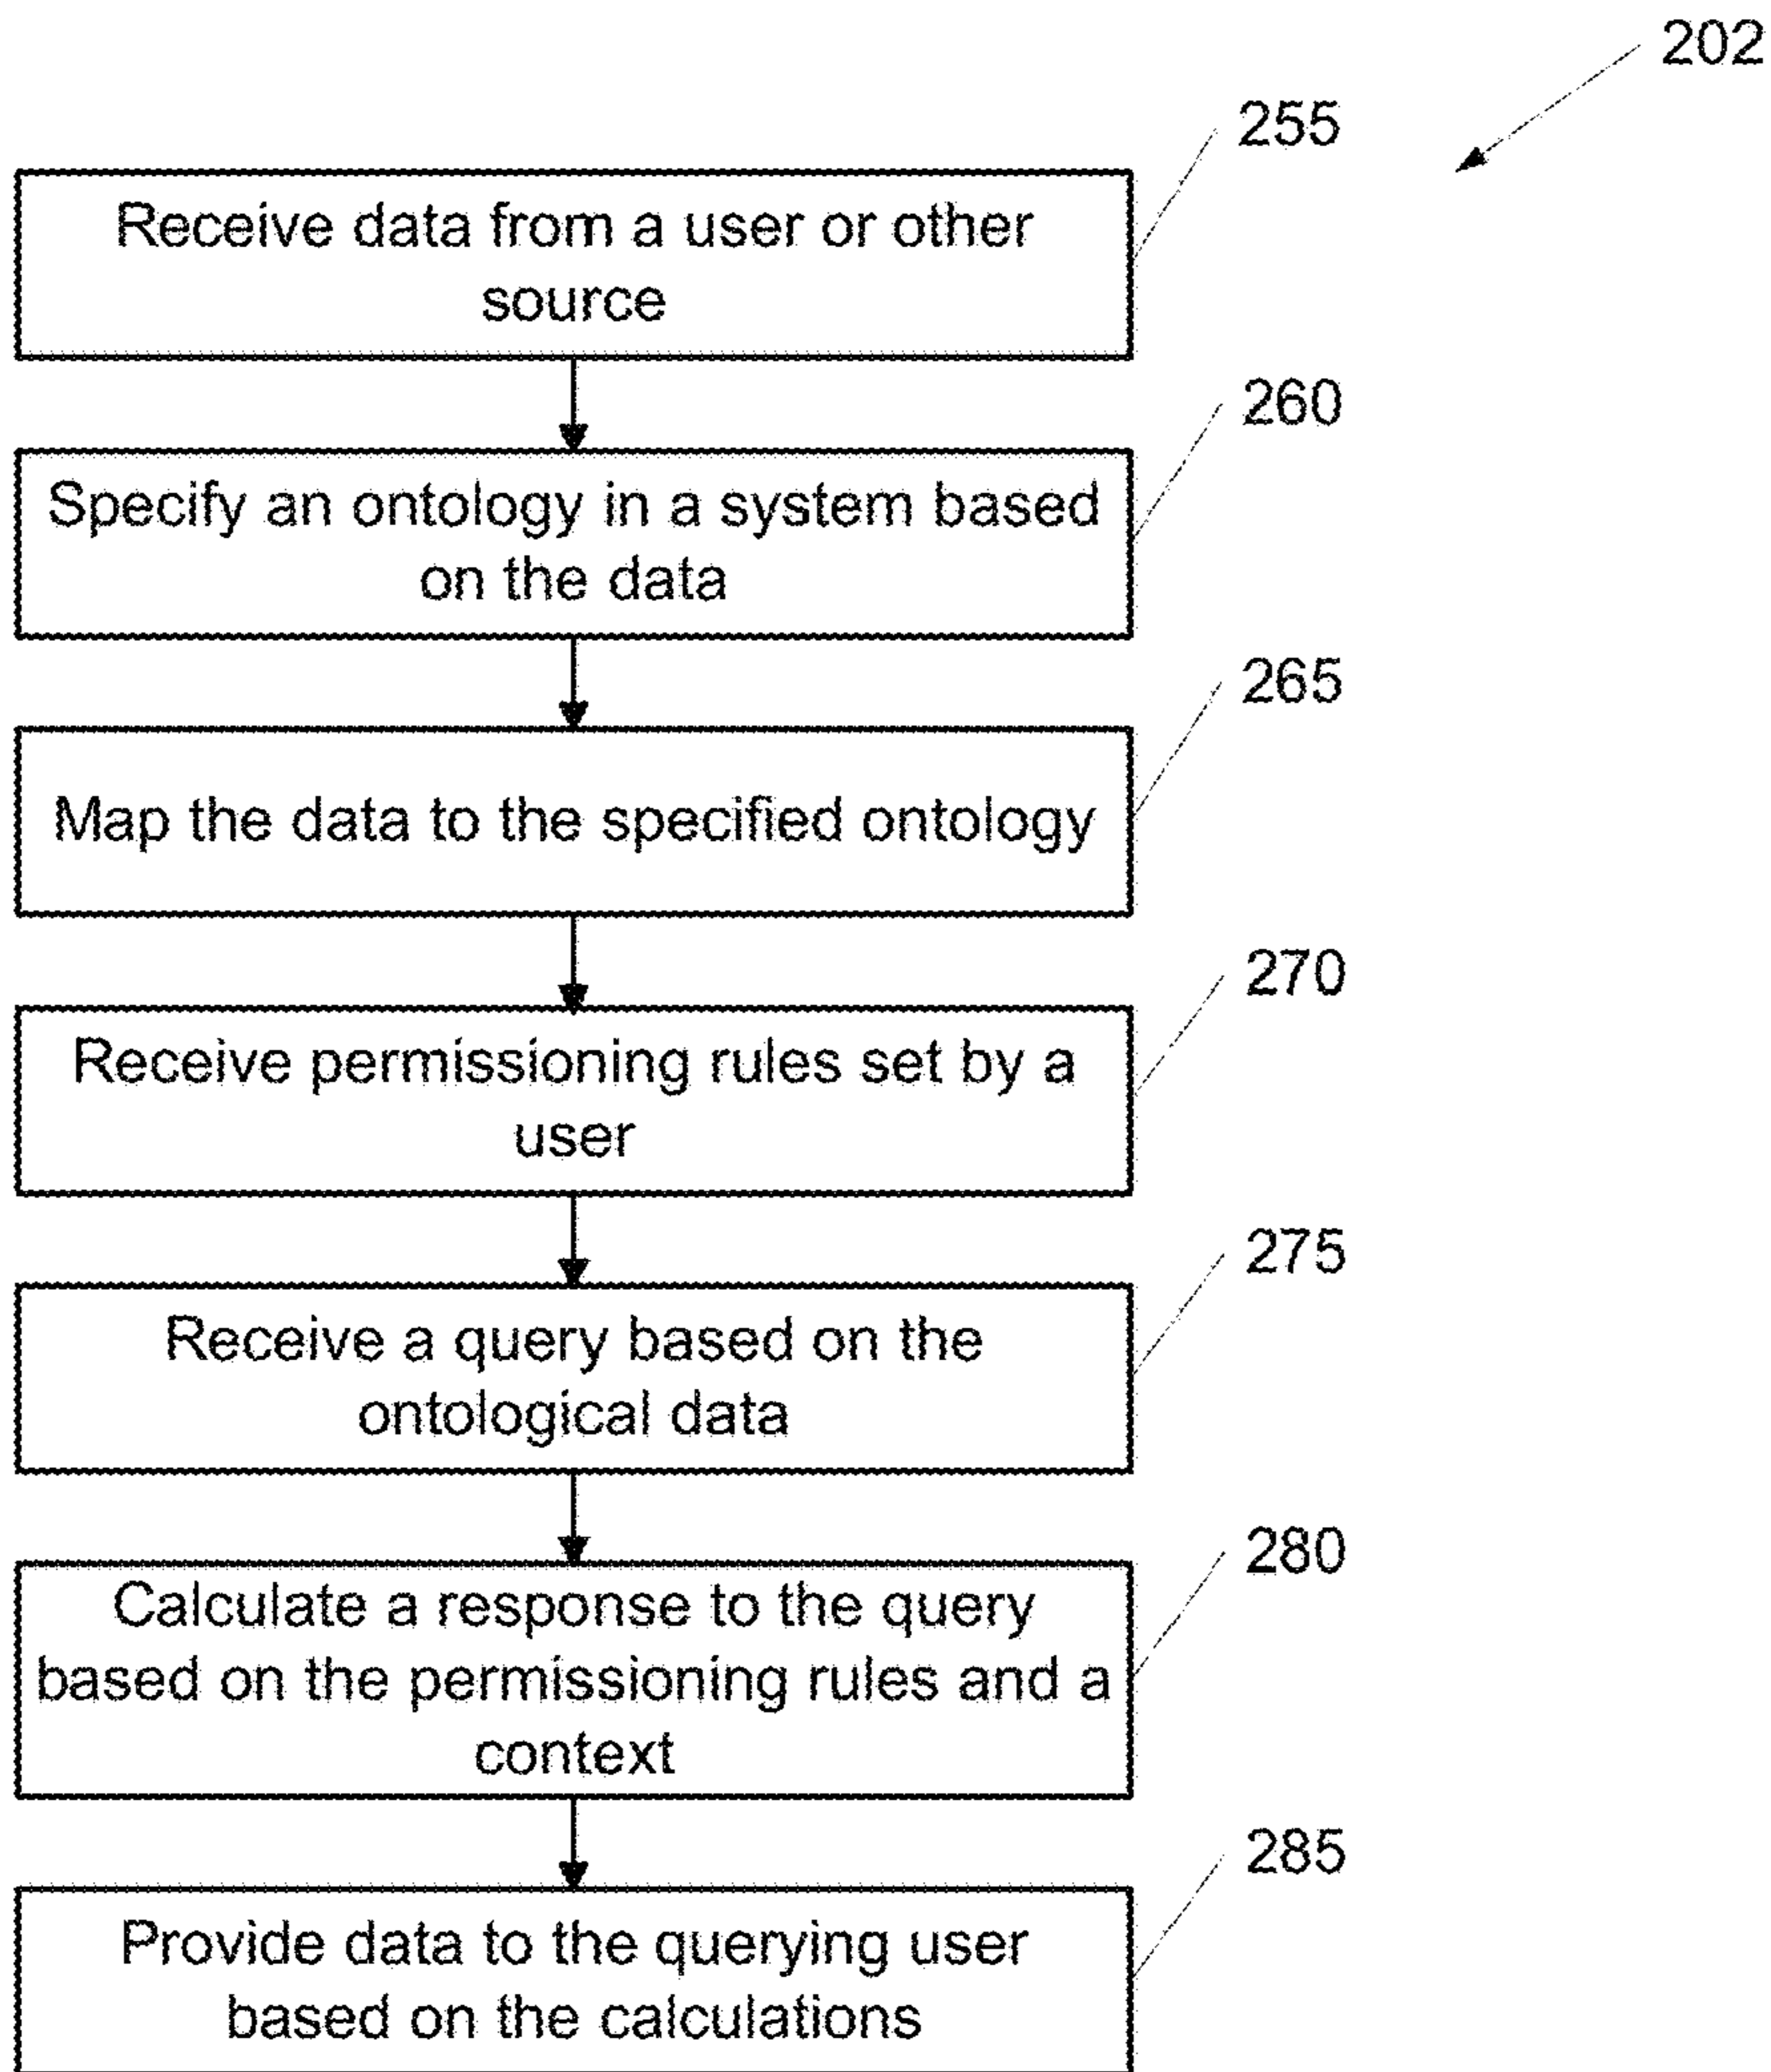 202
255
Receive data from a user or other
source
260
Specify an ontology in a system based
on the data
265
Map the data to the specified ontology
270
Receive permissioning rules set by a
user
275
Receive a query based on the
ontological data
280
Calculate a response to the query
based on the permissioning rules and a
context
285
Provide data to the querying user
based on the calculations